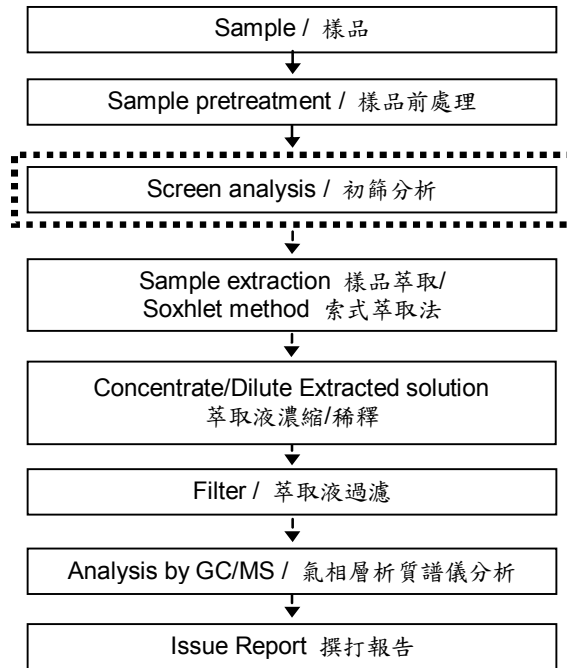 Sample / 樣品
Sample pretreatment / 樣品前處理
Screen analysis / 初篩分析
Sample extraction 樣品萃取/
Soxhlet method 索式萃取法
Concentrate/Dilute Extracted solution
萃取液濃縮/稀釋
Filter / 萃取液過濾
Analysis by GC/MS / 氣相層析質譜儀分析
Issue Report 撰打報告